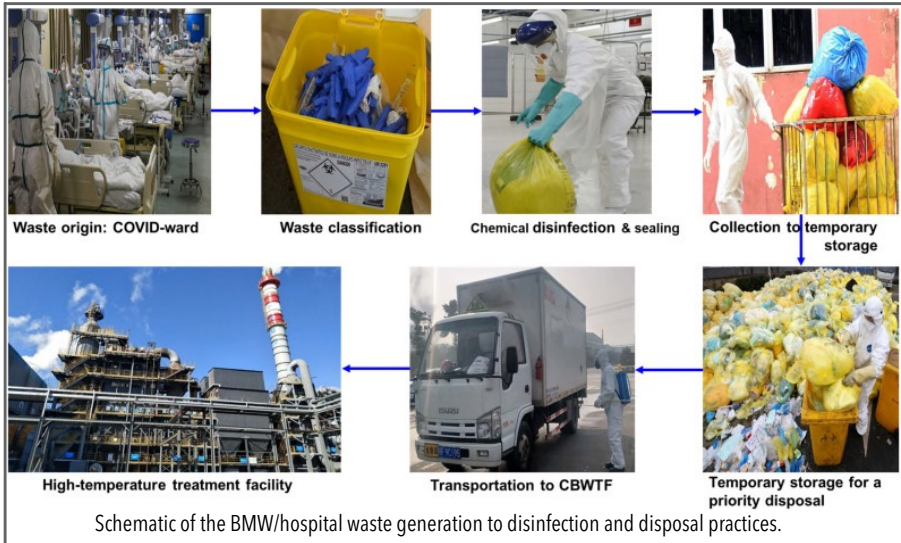 Waste origin: COVID-ward
Waste classification
Chemical disinfection & sealing
Collection to temporary
storage
High-temperature treatment facility
ISUZU
Transportation to CBWTF
Temporary storage for a
priority disposal
Schematic of the BMW/hospital waste generation to disinfection and disposal practices.